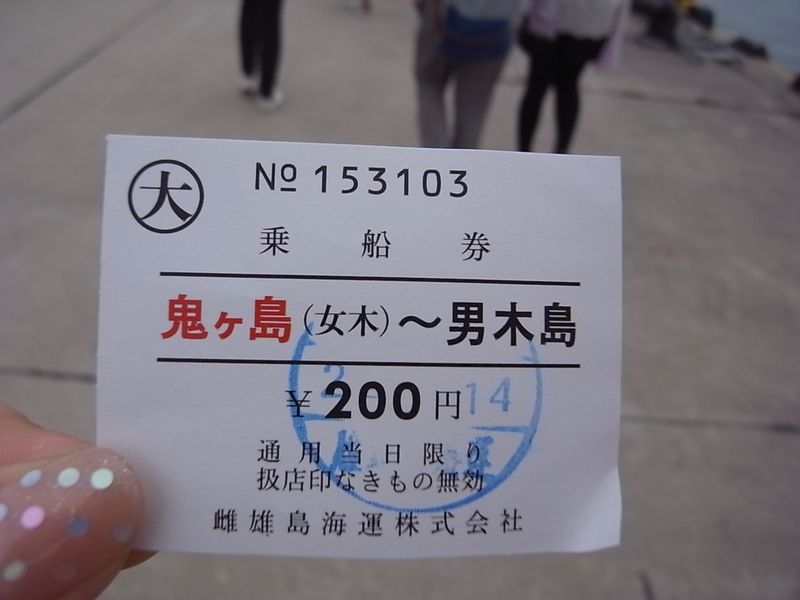 大 No 153103
乗船券
鬼ヶ島(女木)～男木島
¥200円
2 14
通用当日限り
扱店印なきもの無効
雌雄島海運株式会社